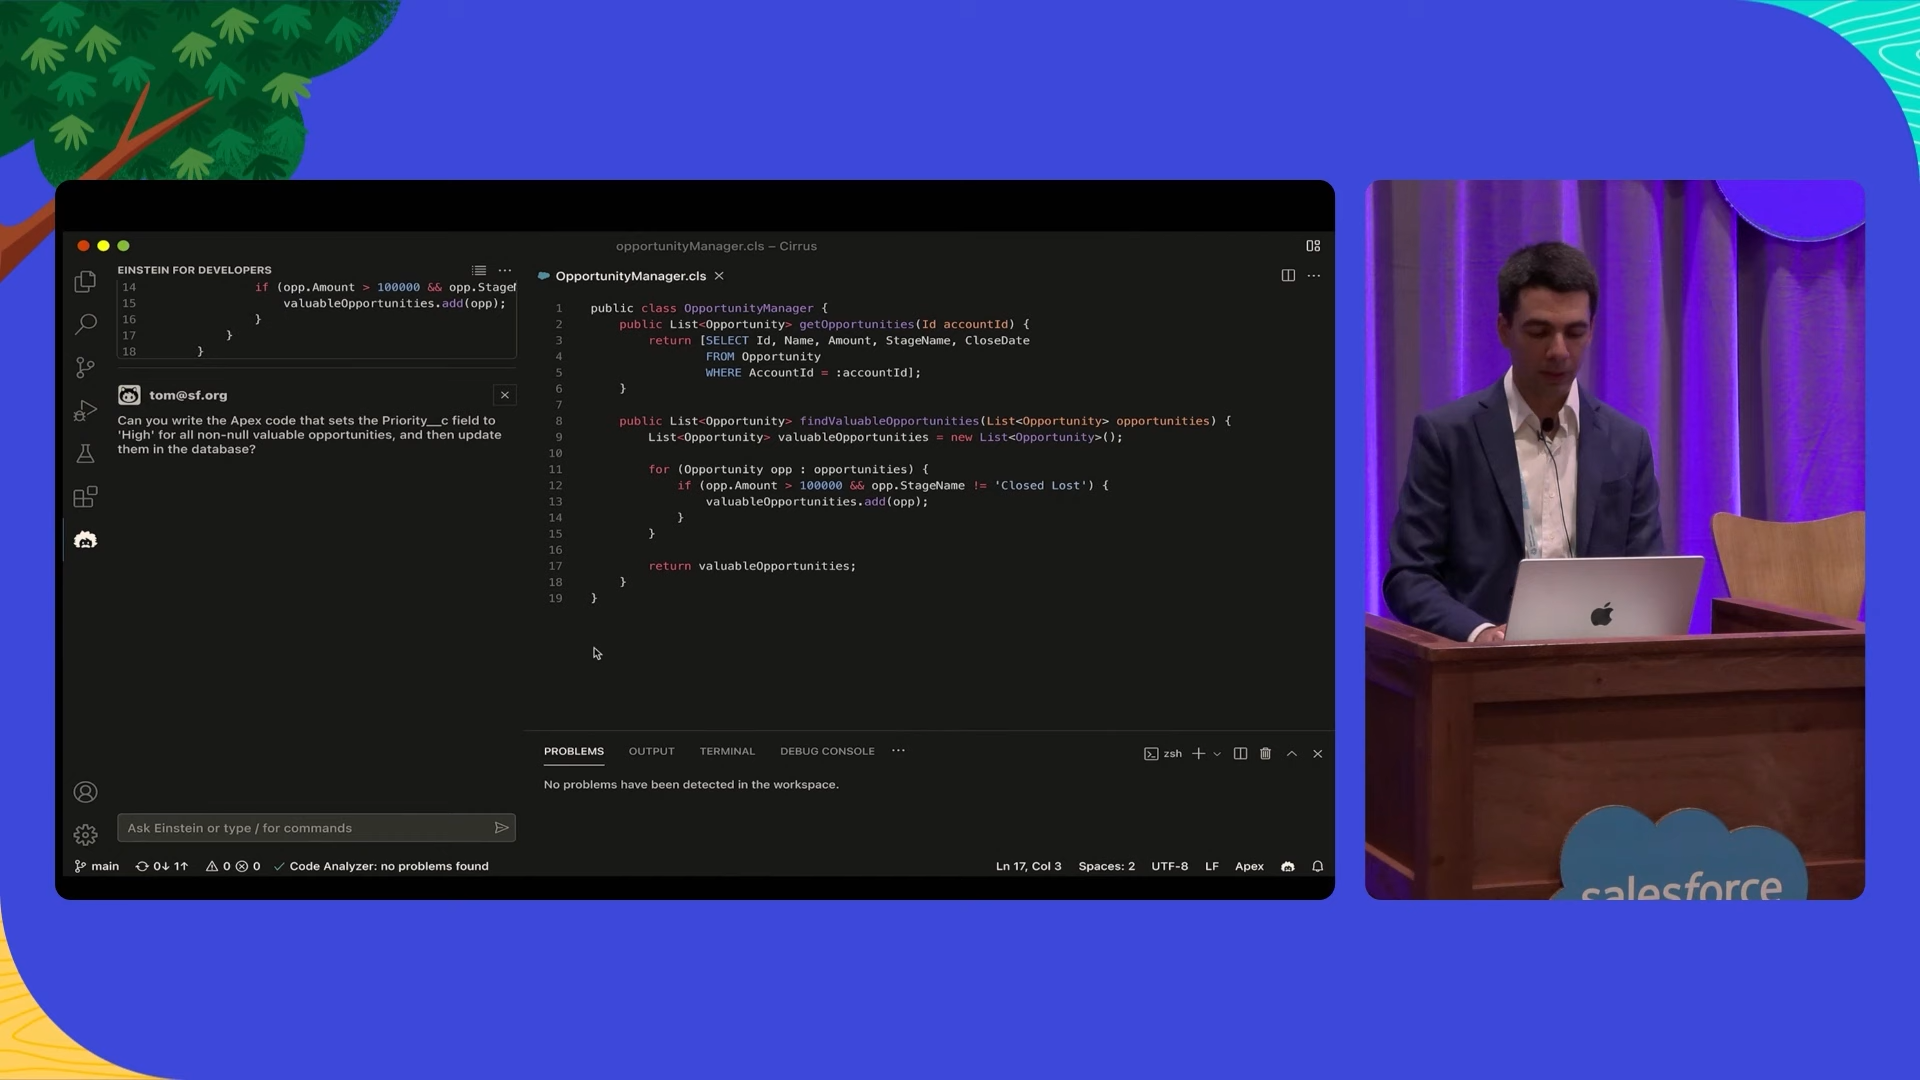 opportunityManager.cls – Cirrus
EINSTEIN FOR DEVELOPERS
14 if (opp.Amount > 100000 && opp.StageN
15 valuableOpportunities.add(opp);
16 }
17 }
18 }
tom@sf.org
Can you write the Apex code that sets the Priority__c field to
'High' for all non-null valuable opportunities, and then update
them in the database?
Ask Einstein or type / for commands
OpportunityManager.cls
1 public class OpportunityManager {
2 public List<Opportunity> getOpportunities(Id accountId) {
3 return [SELECT Id, Name, Amount, StageName, CloseDate
4 FROM Opportunity
5 WHERE AccountId = :accountId];
6 }
7
8 public List<Opportunity> findValuableOpportunities(List<Opportunity> opportunities) {
9 List<Opportunity> valuableOpportunities = new List<Opportunity>();
10
11 for (Opportunity opp : opportunities) {
12 if (opp.Amount > 100000 && opp.StageName != 'Closed Lost') {
13 valuableOpportunities.add(opp);
14 }
15 }
16
17 return valuableOpportunities;
18 }
19 }
PROBLEMS OUTPUT TERMINAL DEBUG CONSOLE ··· zsh
No problems have been detected in the workspace.
main 0↓ 1↑ 0 0 Code Analyzer: no problems found Ln 17, Col 3 Spaces: 2 UTF-8 LF Apex
salesforce